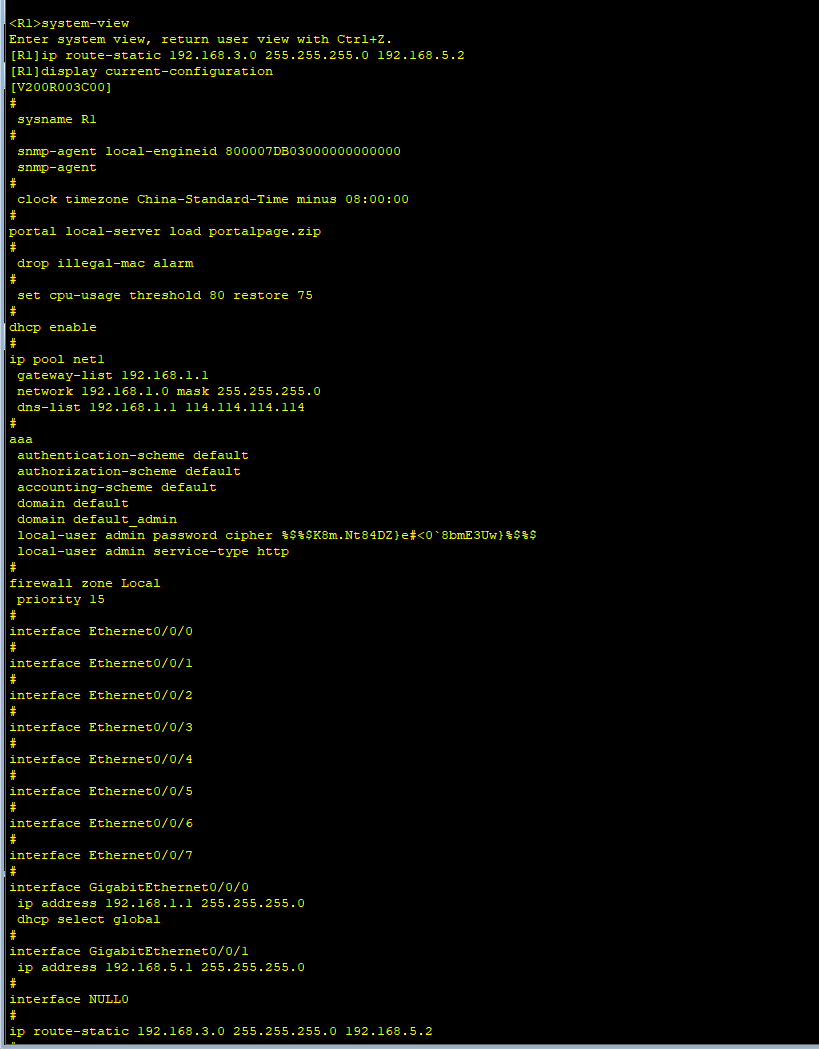 <R1>system-view
Enter system view, return user view with Ctrl+Z.
[R1]ip route-static 192.168.3.0 255.255.255.0 192.168.5.2
[R1]display current-configuration
[V200R003C00]
#
 sysname R1
#
 snmp-agent local-engineid 800007DB03000000000000
 snmp-agent
#
 clock timezone China-Standard-Time minus 08:00:00
#
portal local-server load portalpage.zip
#
 drop illegal-mac alarm
#
 set cpu-usage threshold 80 restore 75
#
dhcp enable
#
ip pool net1
 gateway-list 192.168.1.1
 network 192.168.1.0 mask 255.255.255.0
 dns-list 192.168.1.1 114.114.114.114
#
aaa
 authentication-scheme default
 authorization-scheme default
 accounting-scheme default
 domain default
 domain default_admin
 local-user admin password cipher %$%$K8m.Nt84DZ}e#<0`8bmE3Uw}%$%$
 local-user admin service-type http
#
firewall zone Local
 priority 15
#
interface Ethernet0/0/0
#
interface Ethernet0/0/1
#
interface Ethernet0/0/2
#
interface Ethernet0/0/3
#
interface Ethernet0/0/4
#
interface Ethernet0/0/5
#
interface Ethernet0/0/6
#
interface Ethernet0/0/7
#
interface GigabitEthernet0/0/0
 ip address 192.168.1.1 255.255.255.0
 dhcp select global
#
interface GigabitEthernet0/0/1
 ip address 192.168.5.1 255.255.255.0
#
interface NULL0
#
ip route-static 192.168.3.0 255.255.255.0 192.168.5.2